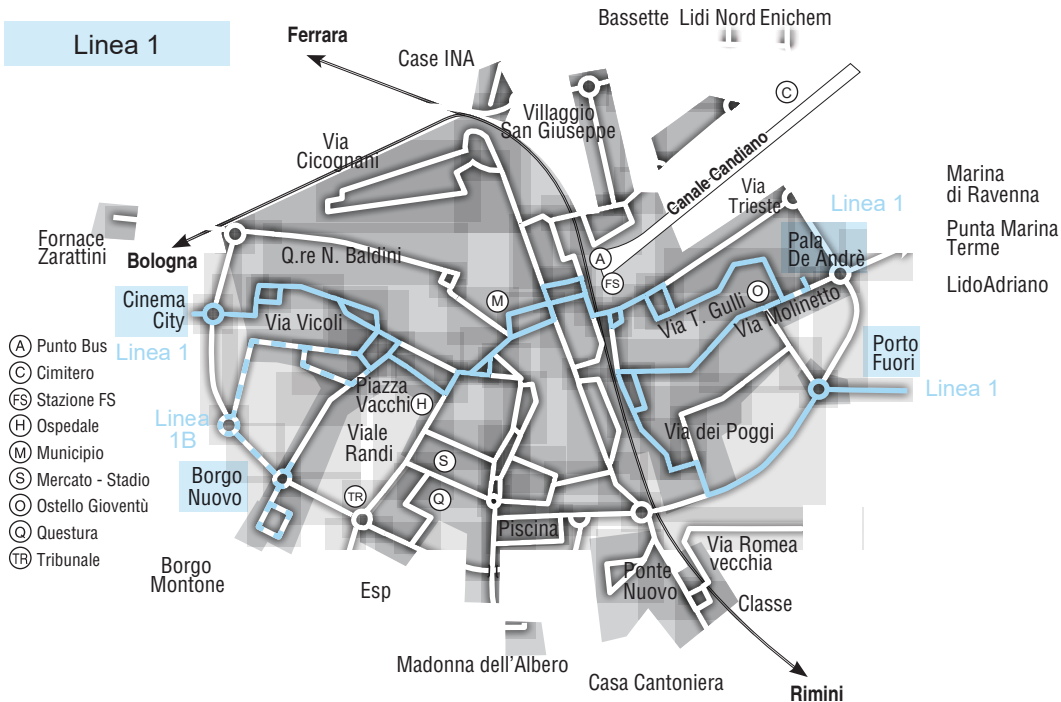 Linea 1
Ferrara
Case INA
Bassette Lidi Nord Enichem
C
Villaggio
San Giuseppe
Via
Cicognani
Canale Candiano
Via
Trieste
Marina
di Ravenna
Linea 1
Punta Marina
Terme
LidoAdriano
Fornace
Zarattini
Bologna
Q.re N. Baldini
A
FS
Pala
De Andrè
Cinema
City
M
O
Via T. Gulli
Via Molinetto
Via Vicoli
Linea 1
Porto
Fuori
Linea 1
A Punto Bus
C Cimitero
FS Stazione FS
H Ospedale
M Municipio
S Mercato - Stadio
O Ostello Gioventù
Q Questura
TR Tribunale
Piazza
Vacchi
H
Linea
1B
Viale
Randi
Via dei Poggi
S
Borgo
Nuovo
TR
Q
Piscina
Via Romea
vecchia
Borgo
Montone
Esp
Ponte
Nuovo
Classe
Madonna dell'Albero
Casa Cantoniera
Rimini